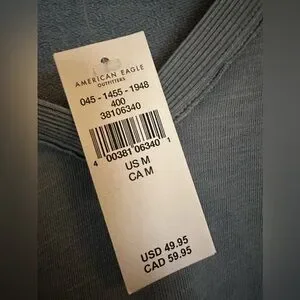 AMERICAN EAGLE
OUTFITTERS
045 - 1455 - 1948
400
38106340
4 00381 06340 1
US M
CA M
USD 49.95
CAD 59.95